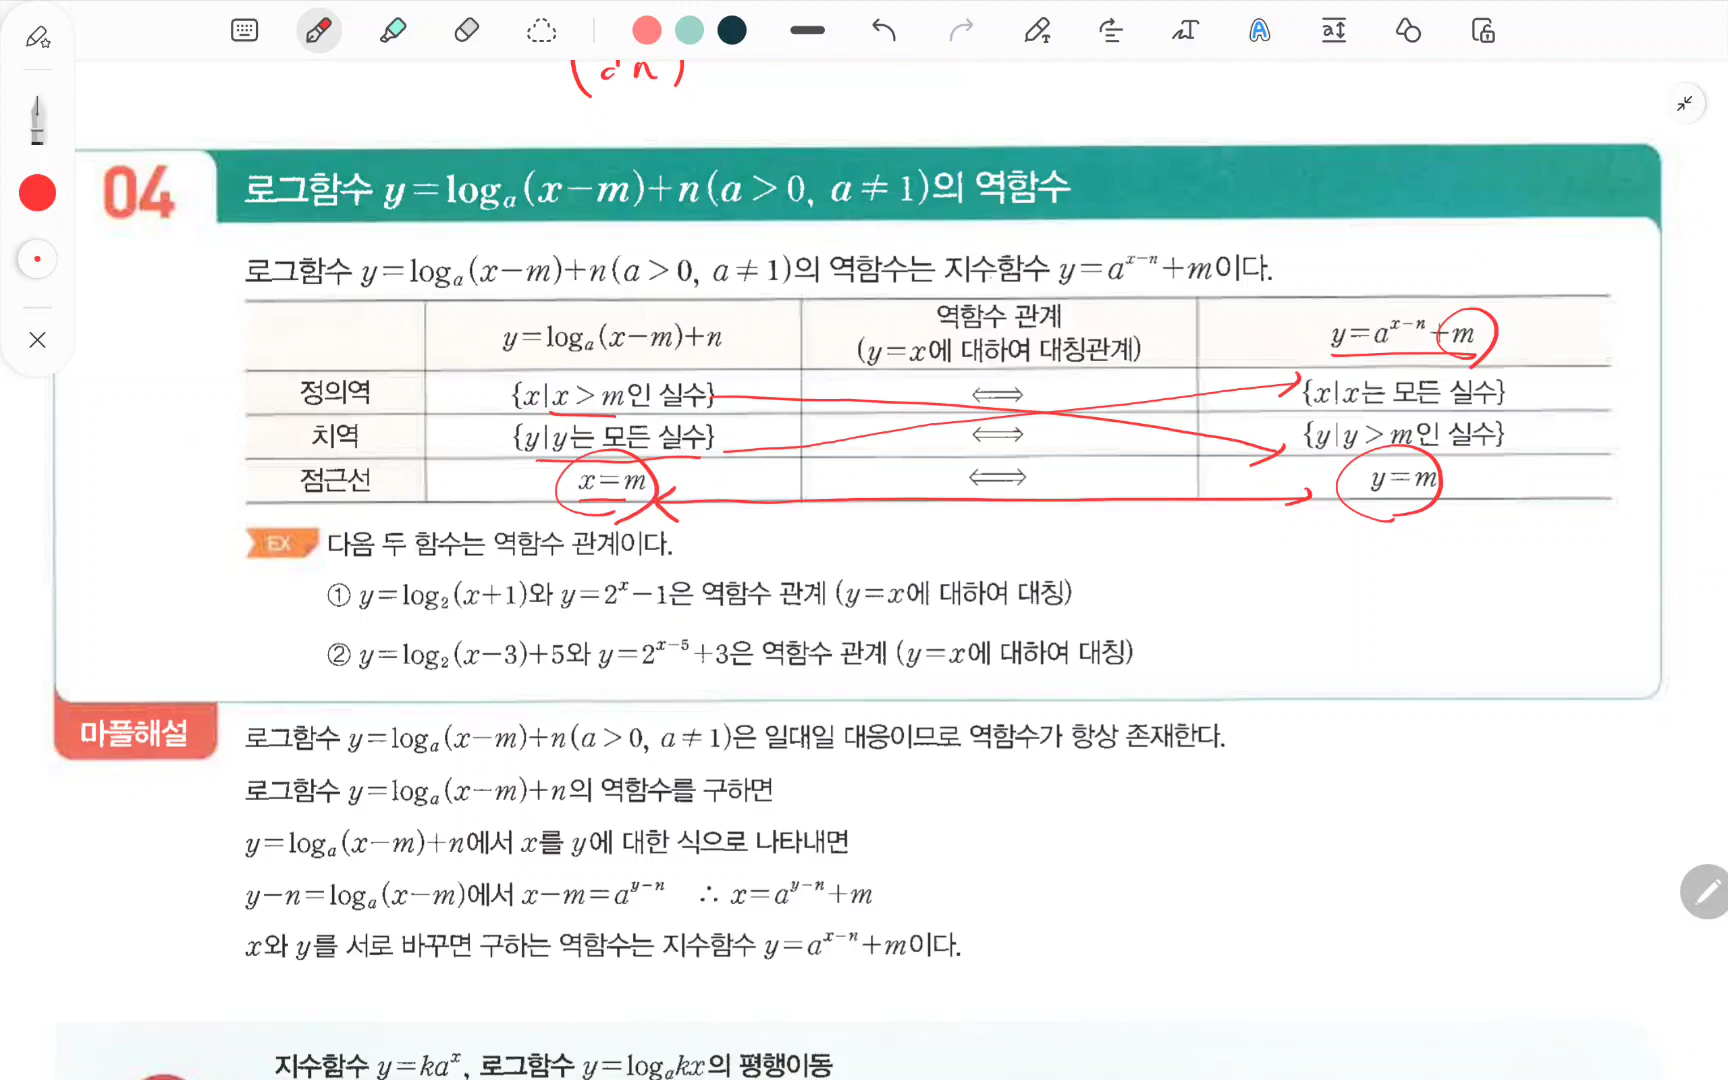 (a n)
04
로그함수 y=logₐ(x−m)+n(a>0, a≠1)의 역함수
로그함수 y=logₐ(x−m)+n(a>0, a≠1)의 역함수는 지수함수 y=aˣ⁻ⁿ+m이다.
y=logₐ(x−m)+n 역함수 관계 (y=x에 대하여 대칭관계) y=aˣ⁻ⁿ+m
정의역 {x|x>m인 실수} ⟺ {x|x는 모든 실수}
치역 {y|y는 모든 실수} ⟺ {y|y>m인 실수}
점근선 x=m ⟺ y=m
EX 다음 두 함수는 역함수 관계이다.
① y=log₂(x+1)와 y=2ˣ−1은 역함수 관계 (y=x에 대하여 대칭)
② y=log₂(x−3)+5와 y=2ˣ⁻⁵+3은 역함수 관계 (y=x에 대하여 대칭)
마플해설
로그함수 y=logₐ(x−m)+n(a>0, a≠1)은 일대일 대응이므로 역함수가 항상 존재한다.
로그함수 y=logₐ(x−m)+n의 역함수를 구하면
y=logₐ(x−m)+n에서 x를 y에 대한 식으로 나타내면
y−n=logₐ(x−m)에서 x−m=aʸ⁻ⁿ ∴ x=aʸ⁻ⁿ+m
x와 y를 서로 바꾸면 구하는 역함수는 지수함수 y=aˣ⁻ⁿ+m이다.
지수함수 y=kaˣ, 로그함수 y=logₐkx의 평행이동